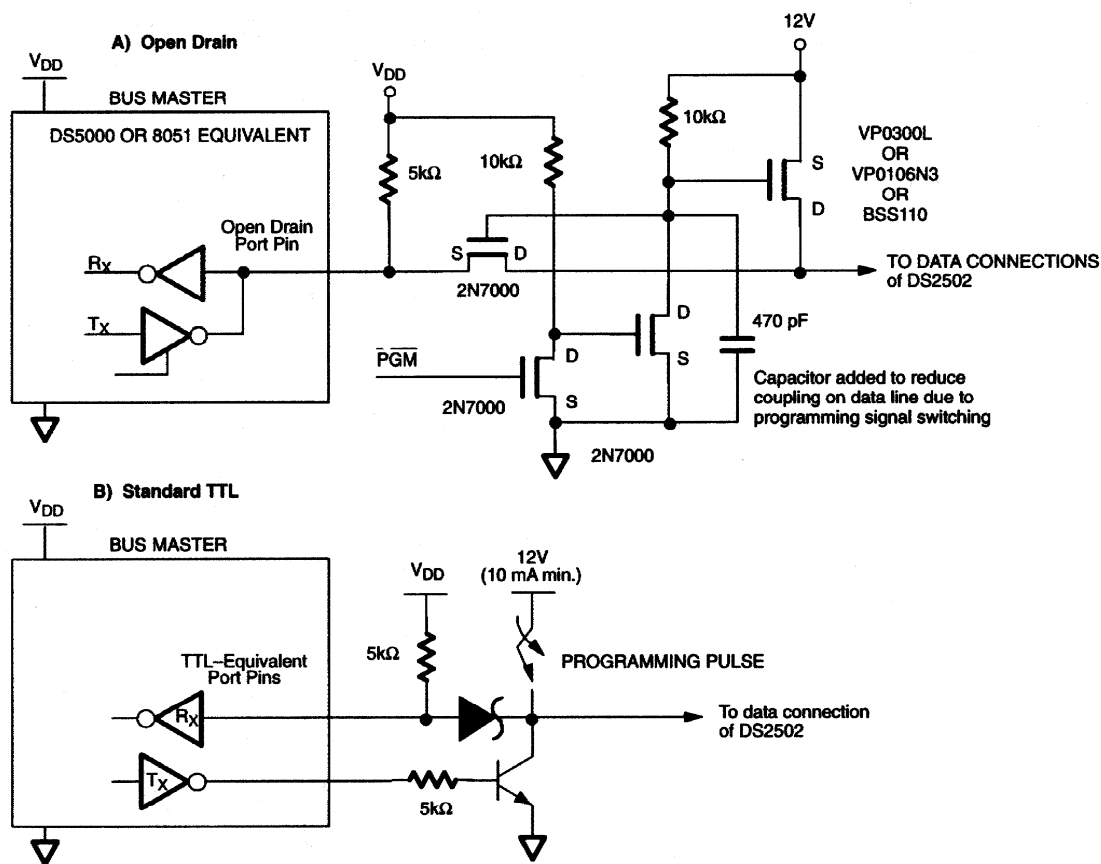 A) Open Drain
VDD
BUS MASTER
DS5000 OR 8051 EQUIVALENT
Open Drain
Port Pin
RX
TX
VDD
5kΩ
10kΩ
S
D
2N7000
12V
10kΩ
VP0300L
OR
VP0106N3
OR
BSS110
S
D
TO DATA CONNECTIONS
of DS2502
PGM
D
S
2N7000
D
S
2N7000
470 pF
Capacitor added to reduce
coupling on data line due to
programming signal switching
B) Standard TTL
VDD
BUS MASTER
TTL–Equivalent
Port Pins
RX
TX
VDD
5kΩ
12V
(10 mA min.)
PROGRAMMING PULSE
To data connection
of DS2502
5kΩ